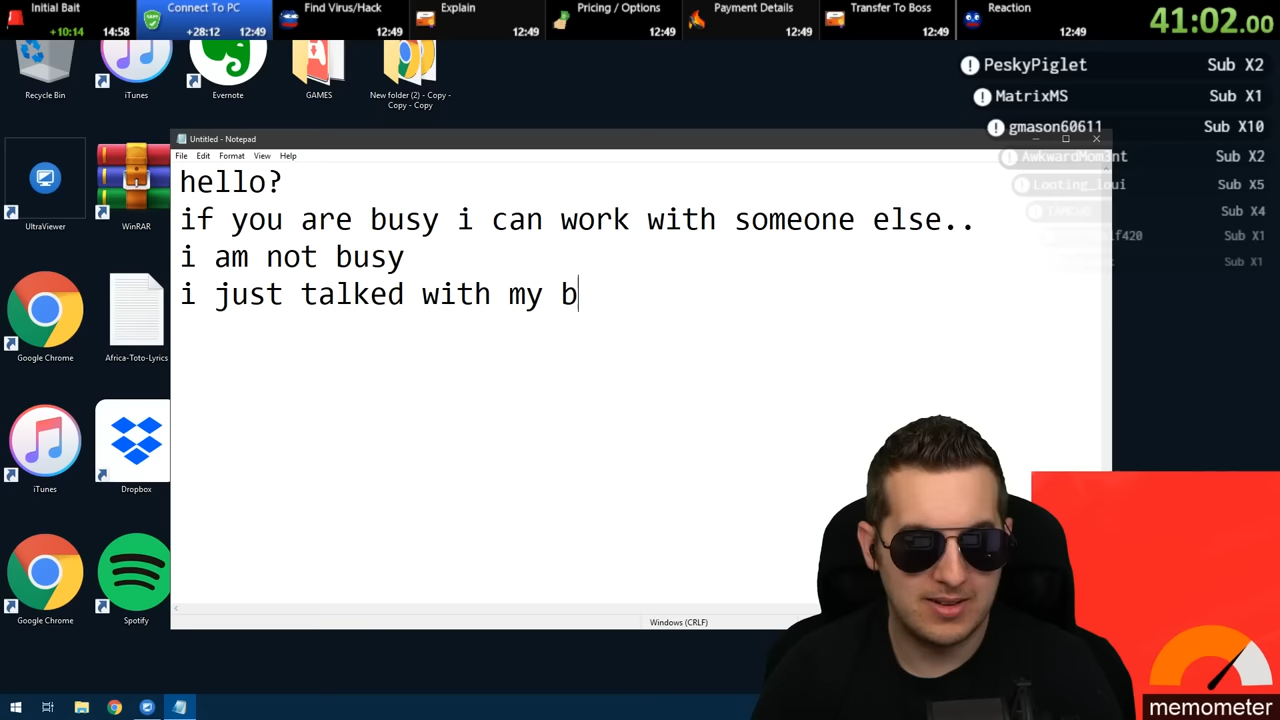 Initial Bait
+10:14 14:58
Connect To PC
+28:12 12:49
Find Virus/Hack
12:49
Explain
12:49
Pricing / Options
12:49
Payment Details
12:49
Transfer To Boss
12:49
Reaction
12:49
41:02.00
PeskyPiglet Sub X2
MatrixMS Sub X1
gmason60611 Sub X10
AwkwardMom3nt Sub X2
Looting_loui Sub X5
Sub X4
Sub X1
Sub X1
Recycle Bin
iTunes
Evernote
GAMES
New folder (2) - Copy -
Copy - Copy
UltraViewer
WinRAR
Google Chrome
Africa-Toto-Lyrics
iTunes
Dropbox
Google Chrome
Spotify
Untitled - Notepad
File Edit Format View Help
hello?
if you are busy i can work with someone else..
i am not busy
i just talked with my b
Windows (CRLF)
memometer